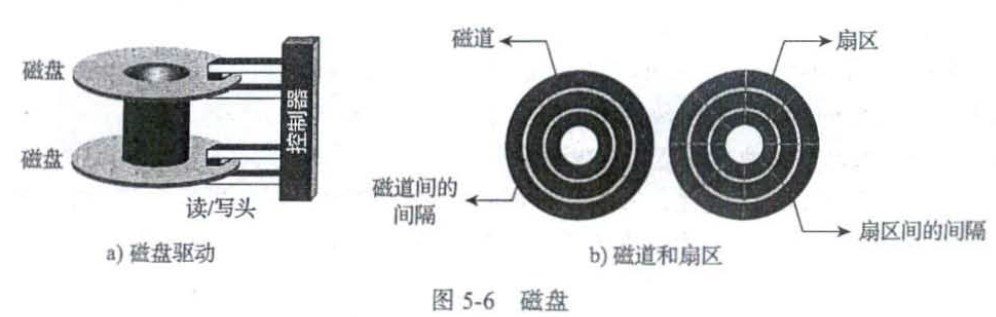 磁盘
磁盘
控制器
读/写头
a) 磁盘驱动
磁道
扇区
磁道间的
间隔
扇区间的间隔
b) 磁道和扇区
图 5-6 磁盘